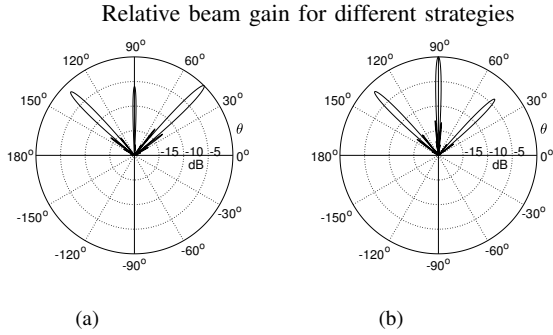 Relative beam gain for different strategies
90° 90°
120° 60° 120° 60°
150° 30° 150° 30°
θ θ
180° -15 -10 -5 0° 180° -15 -10 -5 0°
dB dB
-150° -30° -150° -30°
-120° -60° -120° -60°
-90° -90°
(a) (b)